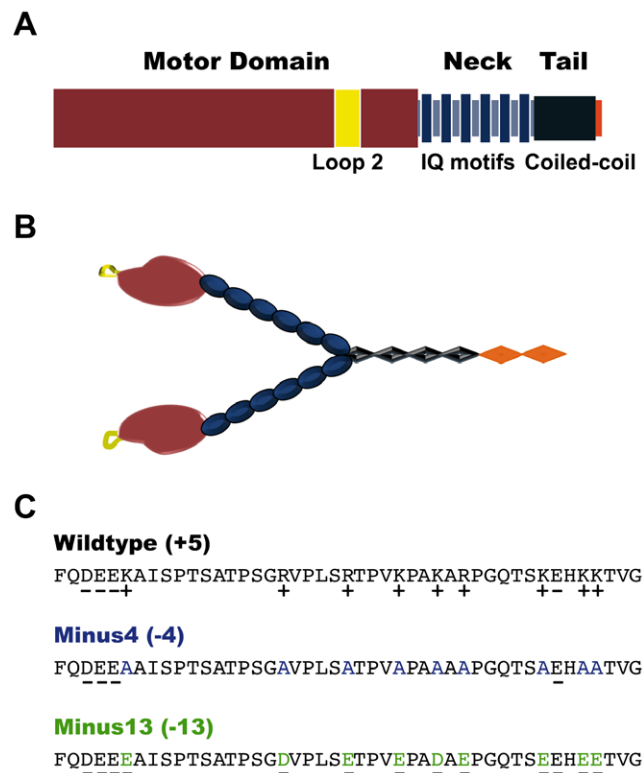 A
Motor Domain Neck Tail
Loop 2 IQ motifs Coiled-coil
B
C
Wildtype (+5)
FQDEEKAISPTSATPSGRVPLSRTPVKPAKARPGQTSKEHKKTVG
---+ + + + + + +- ++
Minus4 (-4)
FQDEEAAISPTSATPSGAVPLSATPVAPAAAAPGQTSAEHAATVG
--- -
Minus13 (-13)
FQDEEEAISPTSATPSGDVPLSETPVEPADAEPGQTSEEHEETVG
---- - - - - - -- --